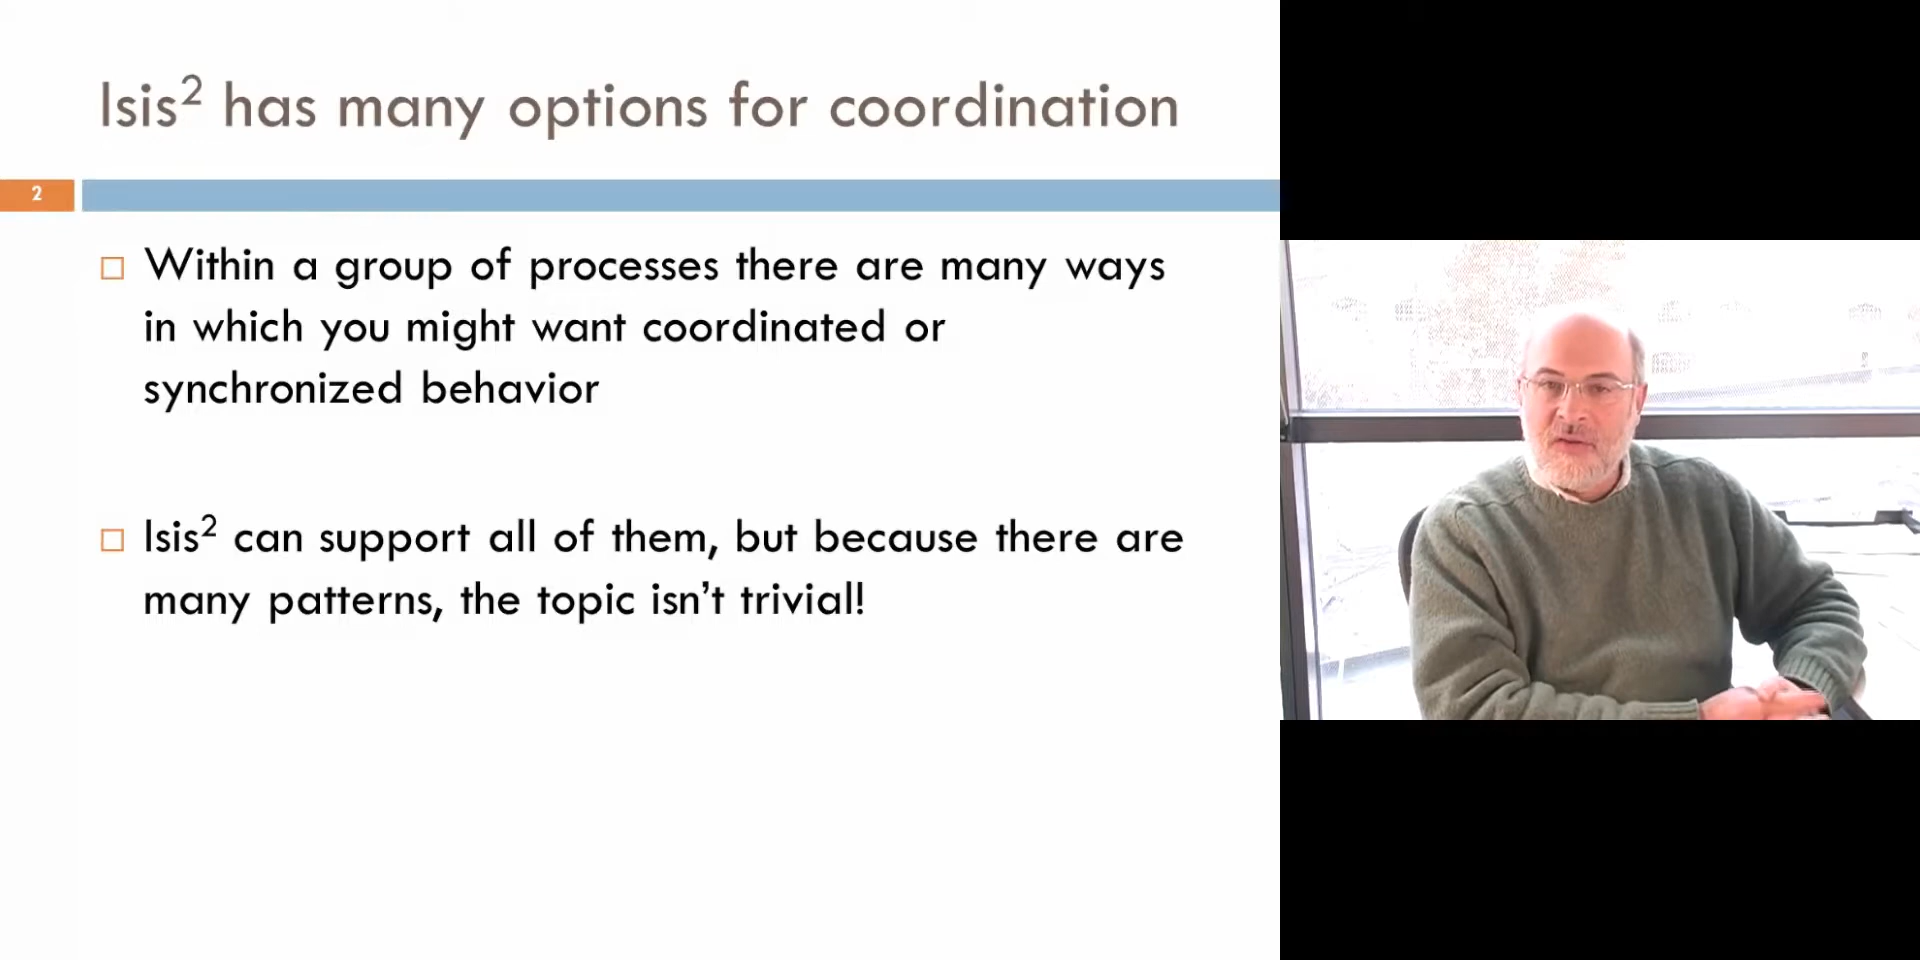 Isis² has many options for coordination
2
Within a group of processes there are many ways
in which you might want coordinated or
synchronized behavior
Isis² can support all of them, but because there are
many patterns, the topic isn’t trivial!